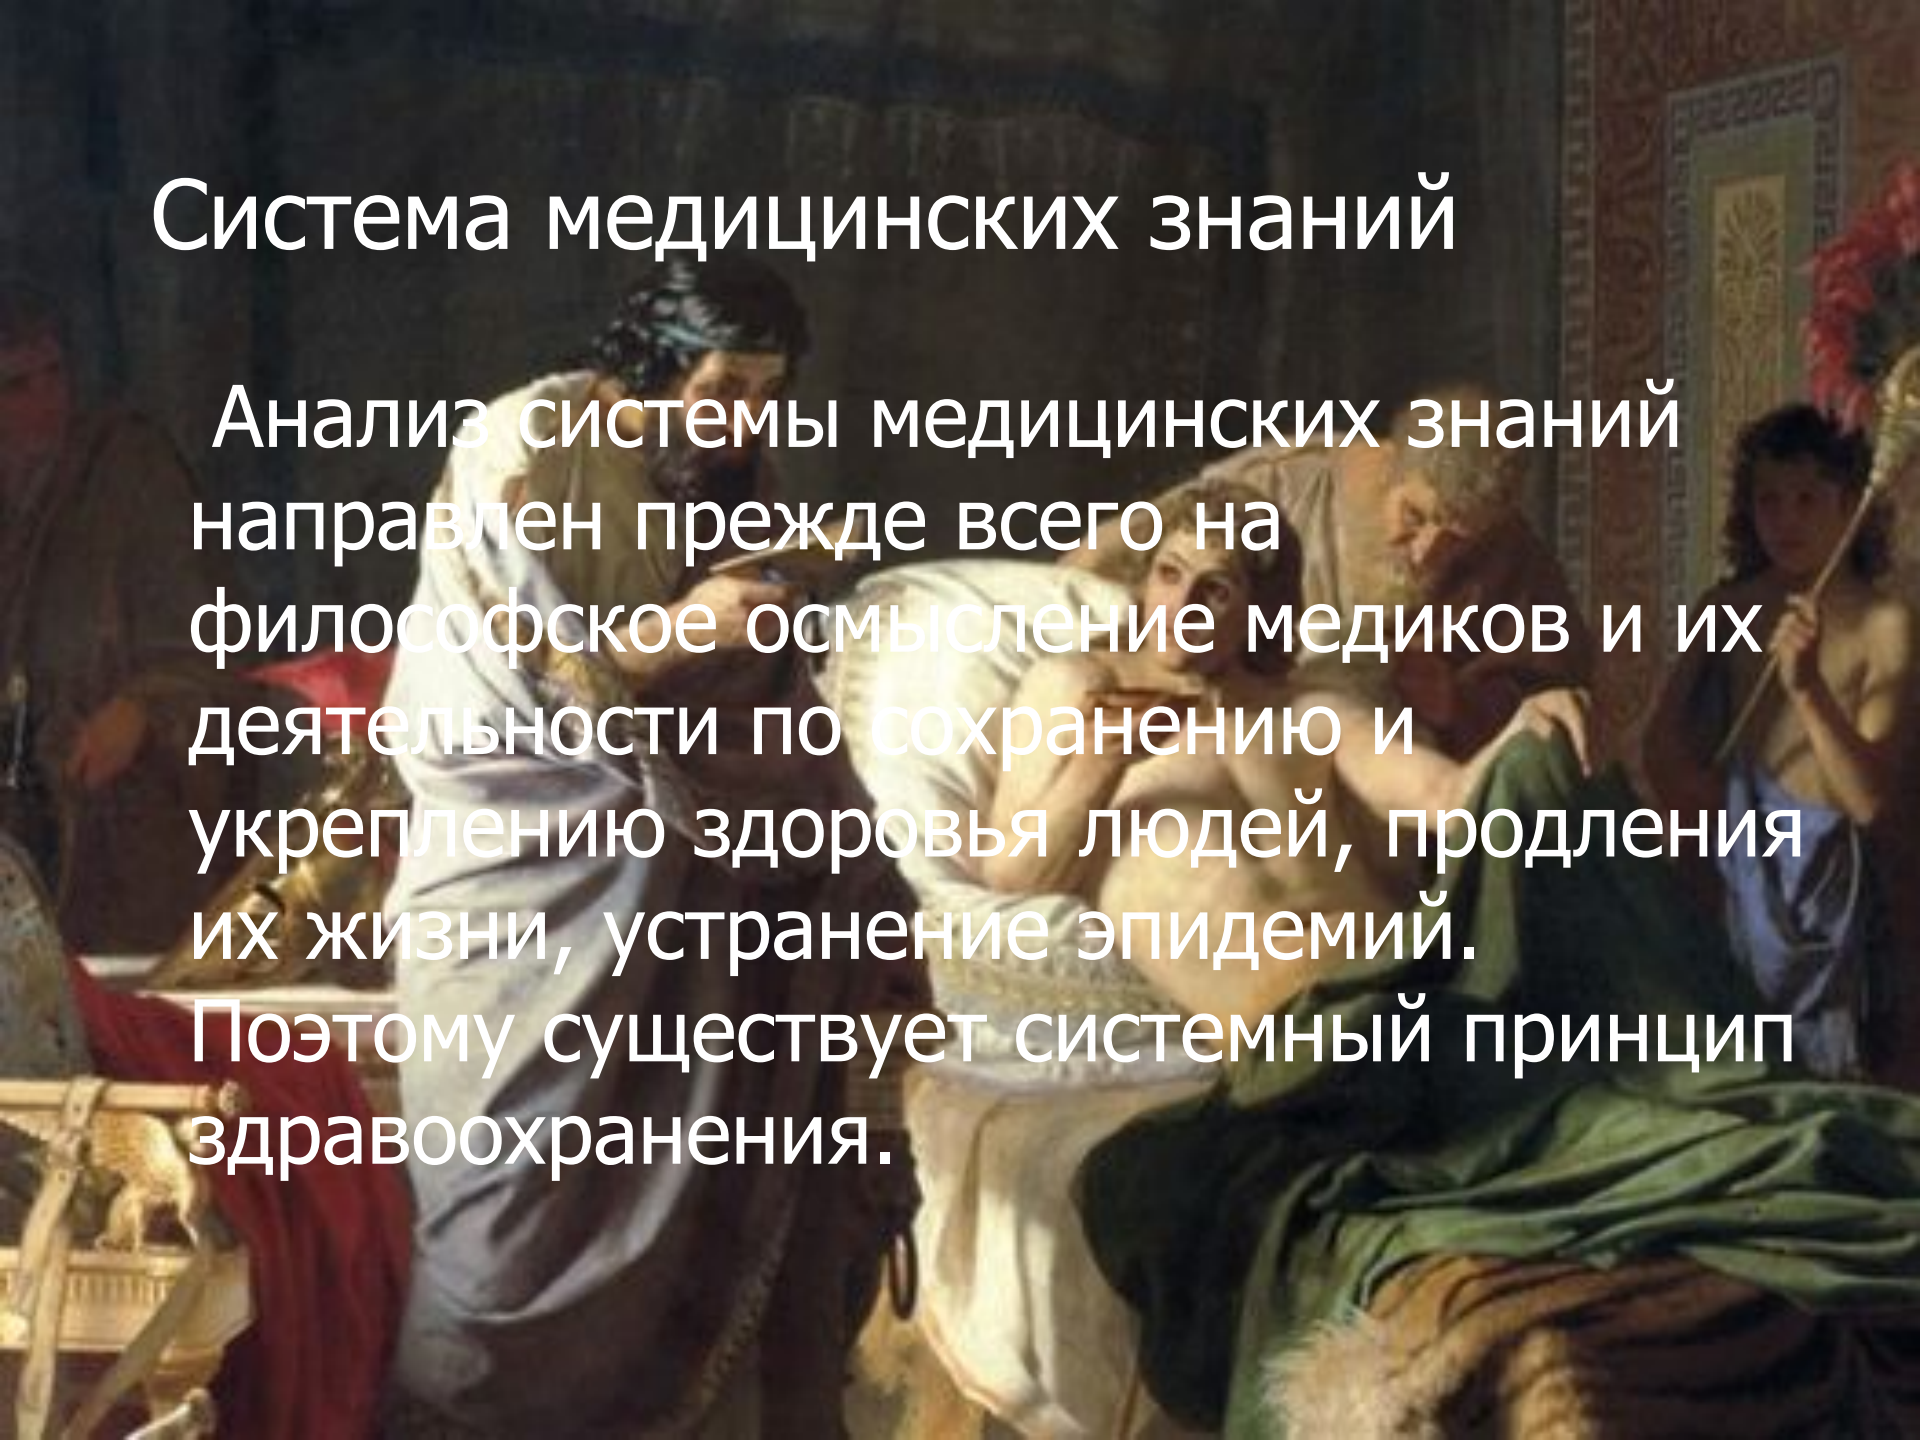 Система медицинских знаний
Анализ системы медицинских знаний
направлен прежде всего на
философское осмысление медиков и их
деятельности по сохранению и
укреплению здоровья людей, продления
их жизни, устранение эпидемий.
Поэтому существует системный принцип
здравоохранения.